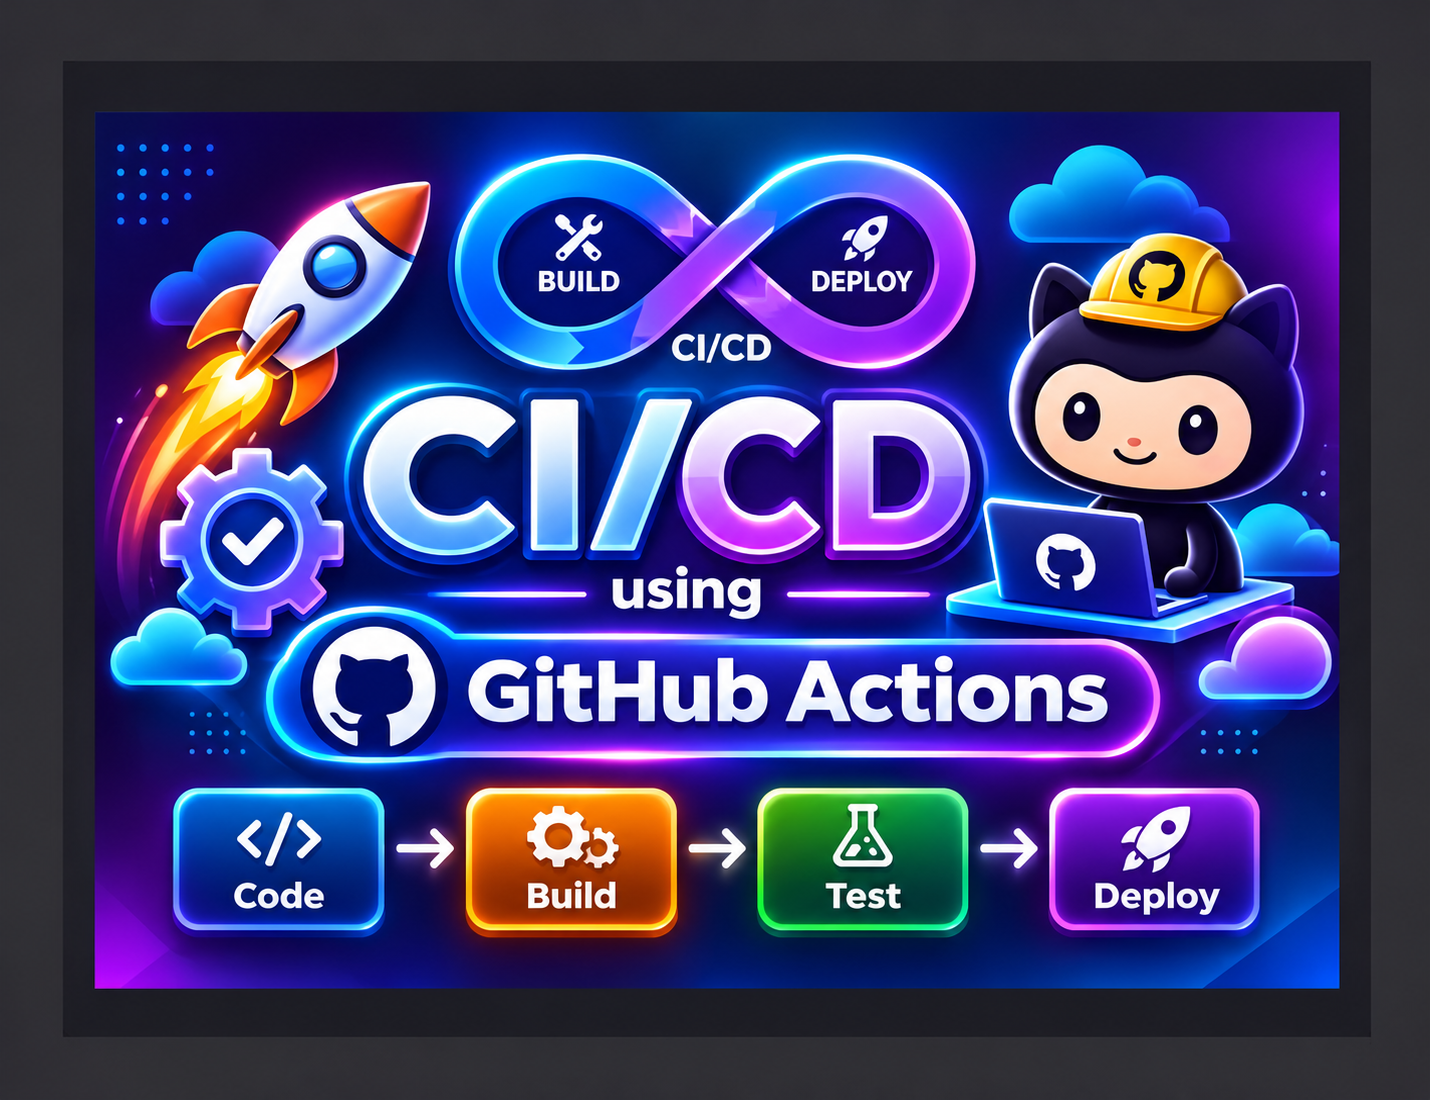 BUILD
DEPLOY
CI/CD
CI/CD
using
GitHub Actions
</> Code
Build
Test
Deploy